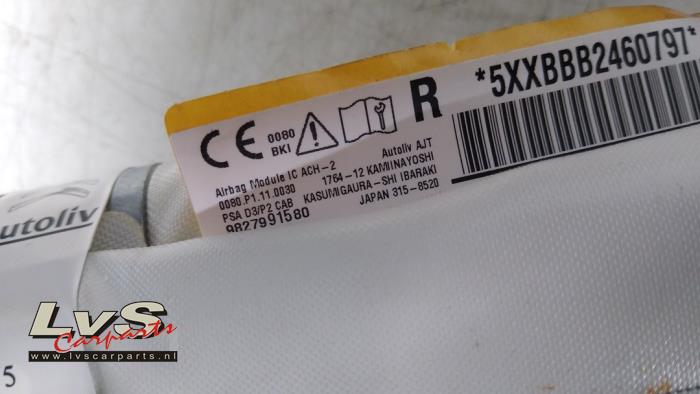 *5XXBBB2460797*
R
CE 0080
BKI
Airbag Module IC ACH-2
0080.P1.11.0030
PSA D3/P2 CAB
9827991580
Autoliv AJT
1764-12 KAMIINAYOSHI
KASUMIGAURA-SHI IBARAKI
JAPAN 315-8520
utoliv
LvS
Carparts
www.lvscarparts.nl
5